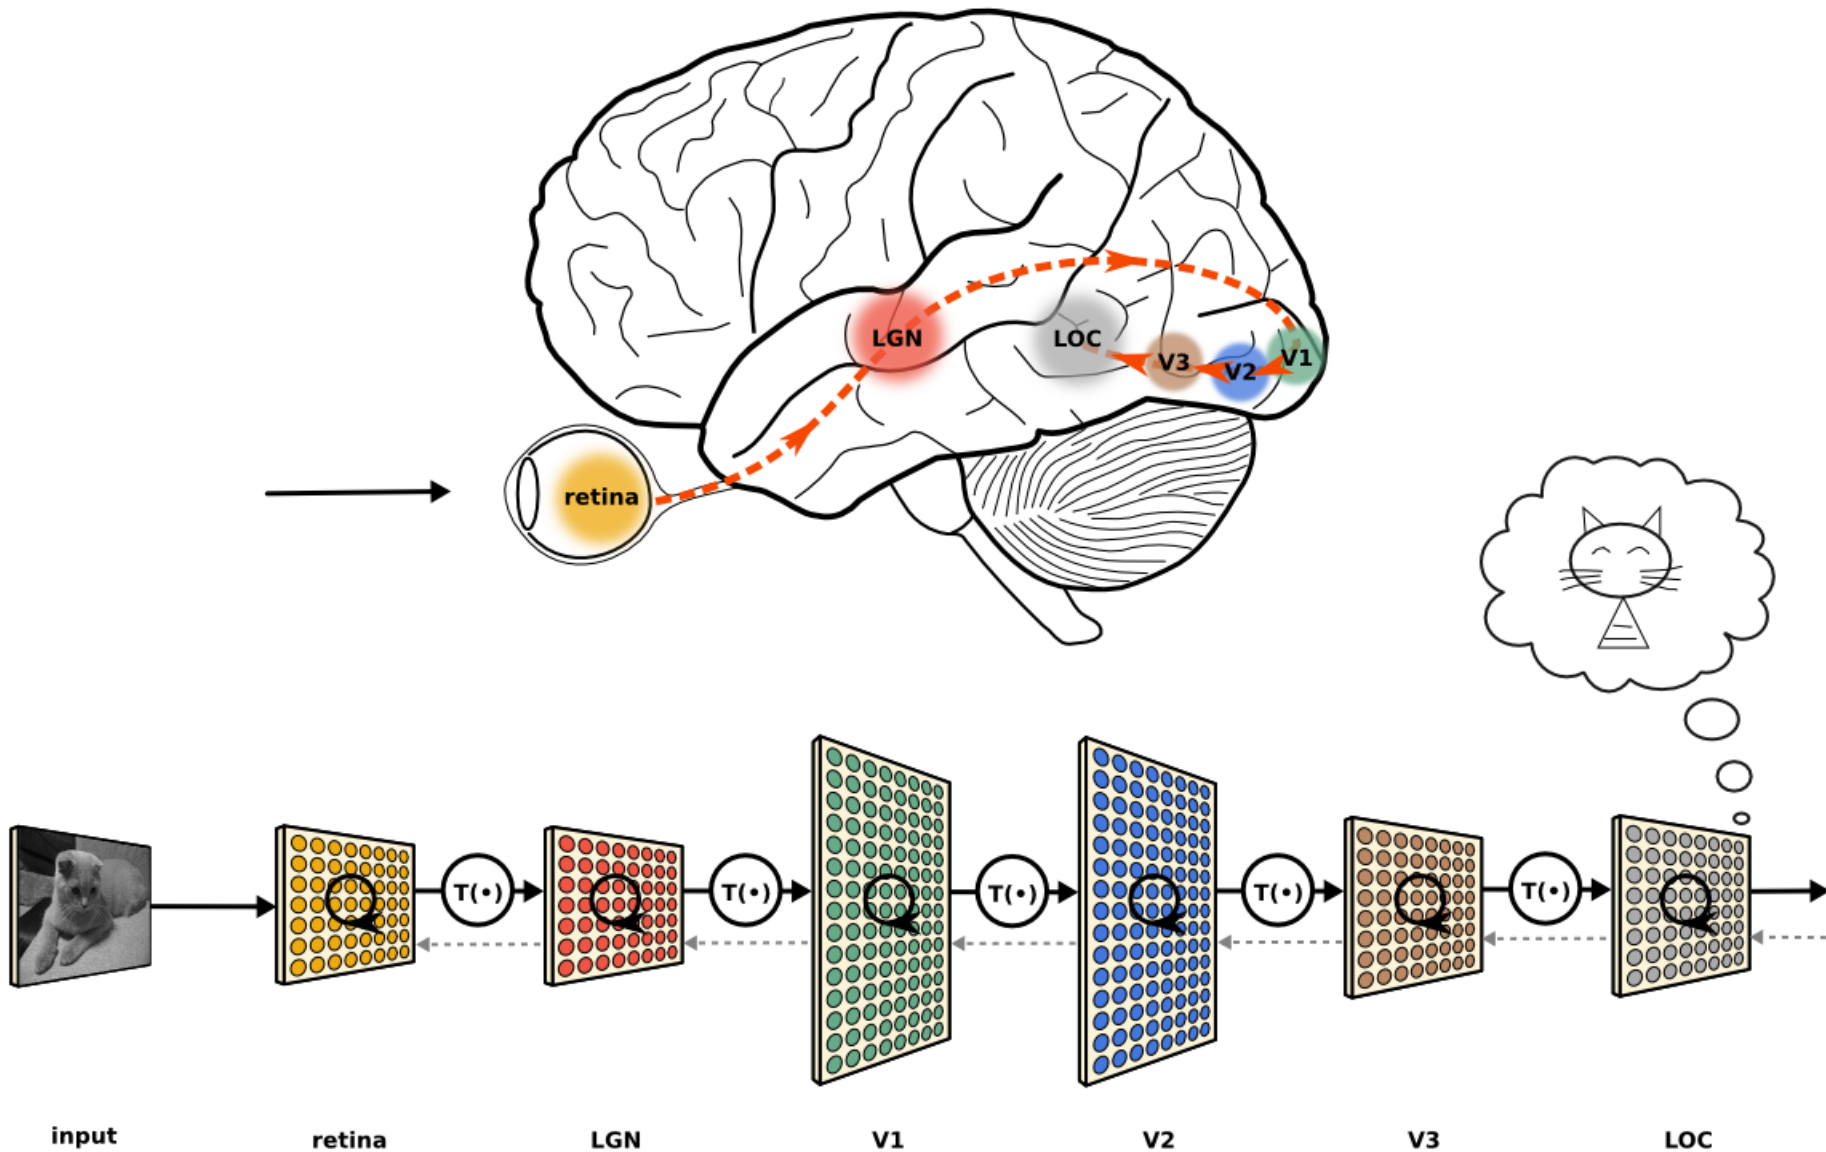 LGN
LOC
V3
V2
V1
retina
T(•)
T(•)
T(•)
T(•)
T(•)
input
retina
LGN
V1
V2
V3
LOC